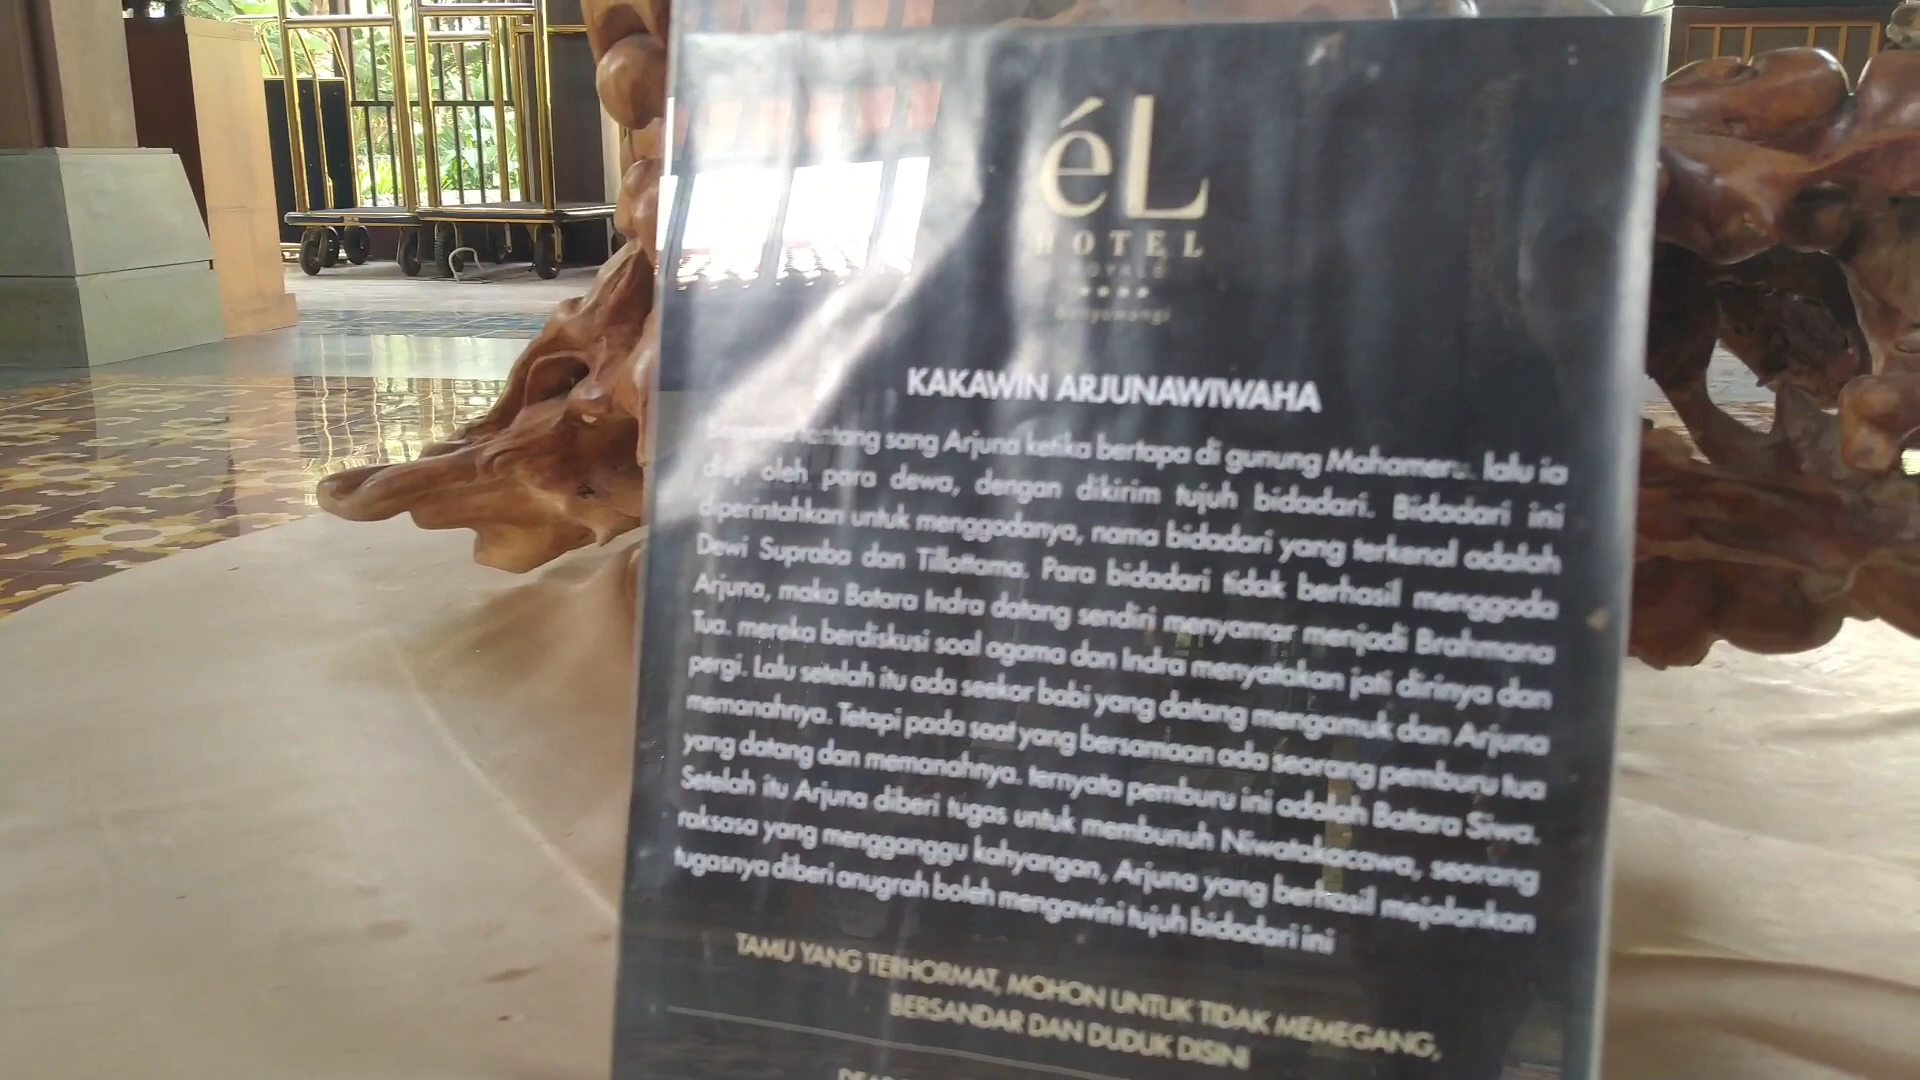 éL
HOTEL
ROYALE
Banyuwangi
KAKAWIN ARJUNAWIWAHA
tentang sang Arjuna ketika bertapa di gunung Mahameru. lalu ia
diuji oleh para dewa, dengan dikirim tujuh bidadari. Bidadari ini
diperintahkan untuk menggodanya, nama bidadari yang terkenal adalah
Dewi Supraba dan Tillottama. Para bidadari tidak berhasil menggoda
Arjuna, maka Batara Indra datang sendiri menyamar menjadi Brahmana
Tua. mereka berdiskusi soal agama dan Indra menyatakan jati dirinya dan
pergi. Lalu setelah itu ada seekor babi yang datang mengamuk dan Arjuna
memanahnya. Tetapi pada saat yang bersamaan ada seorang pemburu tua
yang datang dan memanahnya. ternyata pemburu ini adalah Batara Siwa.
Setelah itu Arjuna diberi tugas untuk membunuh Niwatakacawa, seorang
raksasa yang mengganggu kahyangan, Arjuna yang berhasil mejalankan
tugasnya diberi anugrah boleh mengawini tujuh bidadari ini
TAMU YANG TERHORMAT, MOHON UNTUK TIDAK MEMEGANG,
BERSANDAR DAN DUDUK DISINI